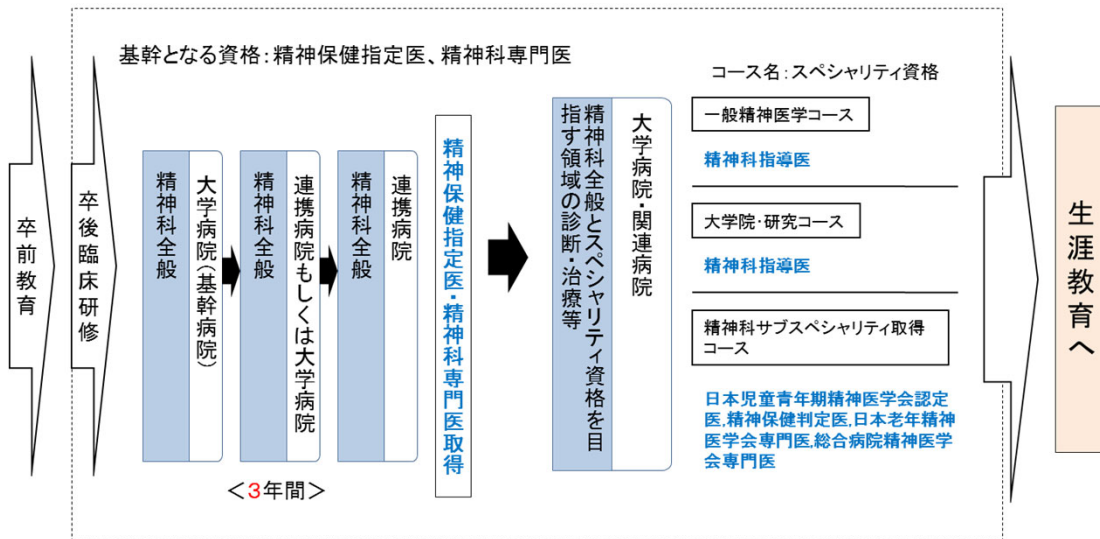 基幹となる資格：精神保健指定医、精神科専門医
卒前教育
卒後臨床研修
精神科全般
大学病院（基幹病院）
精神科全般
連携病院もしくは大学病院
精神科全般
連携病院
＜３年間＞
精神保健指定医・精神科専門医取得
精神科全般とスペシャリティ資格を目
指す領域の診断・治療等
大学病院・関連病院
コース名：スペシャリティ資格
一般精神医学コース
精神科指導医
大学院・研究コース
精神科指導医
精神科サブスペシャリティ取得
コース
日本児童青年期精神医学会認定
医,精神保健判定医,日本老年精神
医学会専門医,総合病院精神医学
会専門医
生涯教育へ